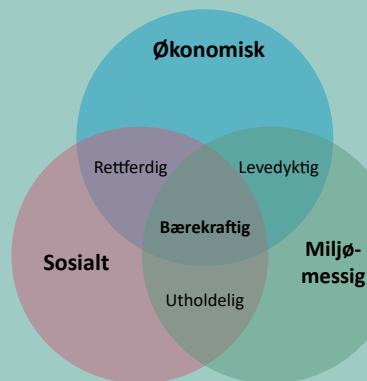 Økonomisk
Rettferdig
Levedyktig
Bærekraftig
Sosialt
Miljø-
messig
Utholdelig